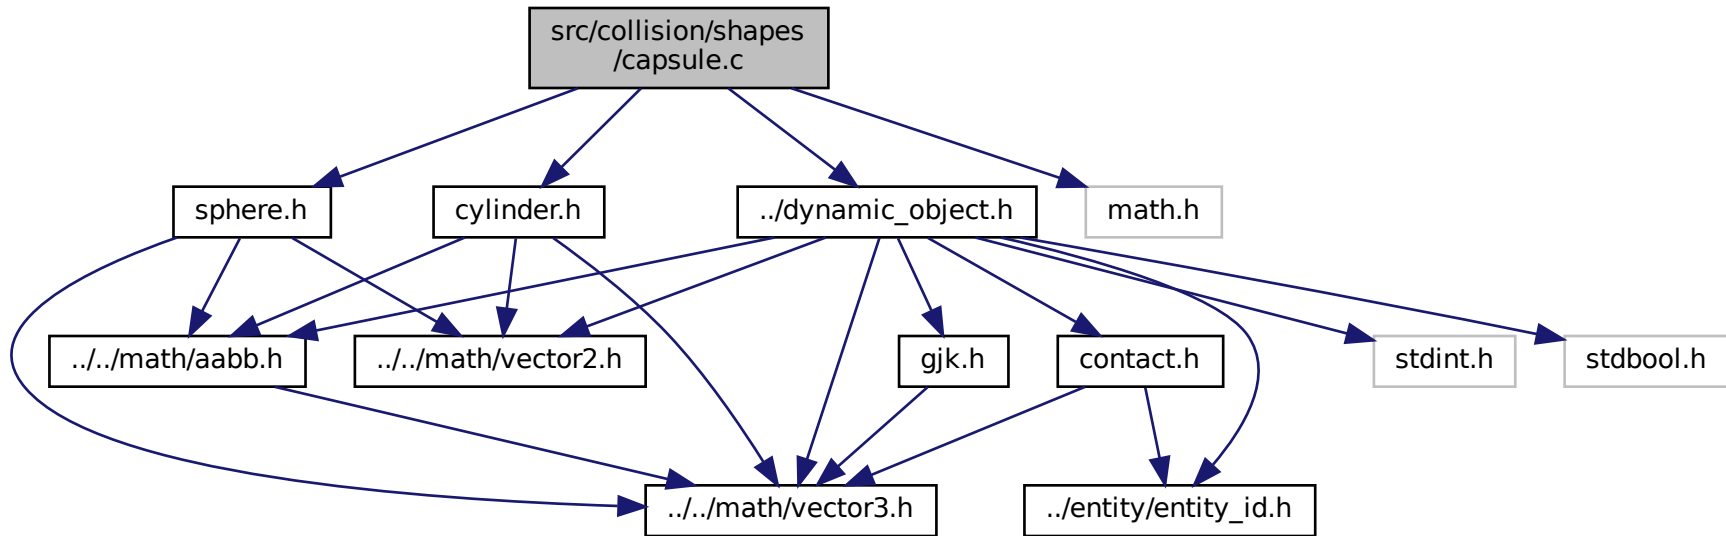 src/collision/shapes
/capsule.c
sphere.h
cylinder.h
../dynamic_object.h
math.h
../../math/aabb.h
../../math/vector2.h
gjk.h
contact.h
stdint.h
stdbool.h
../../math/vector3.h
../entity/entity_id.h